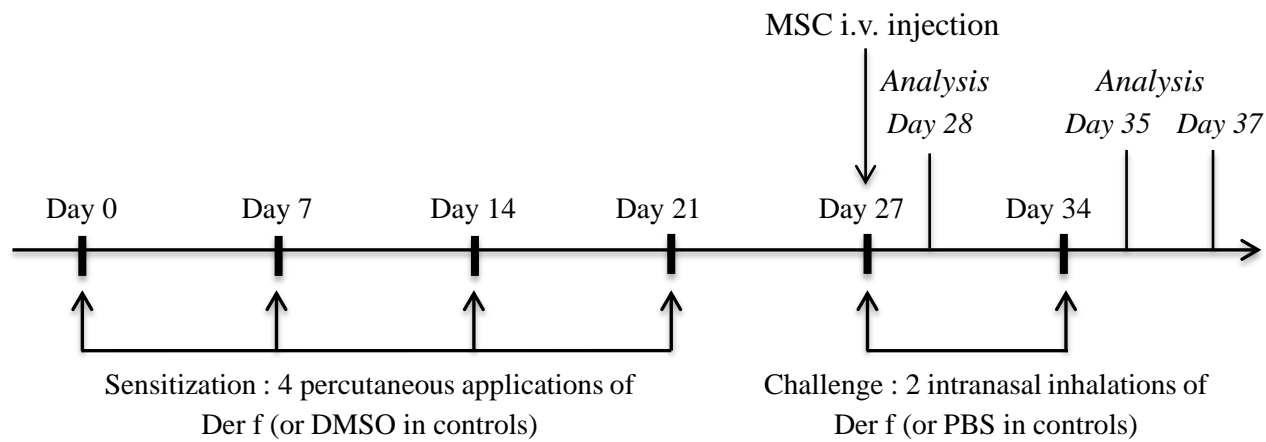 MSC i.v. injection
Analysis Analysis
Day 28 Day 35 Day 37
Day 0 Day 7 Day 14 Day 21 Day 27 Day 34
Sensitization : 4 percutaneous applications of
Der f (or DMSO in controls)
Challenge : 2 intranasal inhalations of
Der f (or PBS in controls)